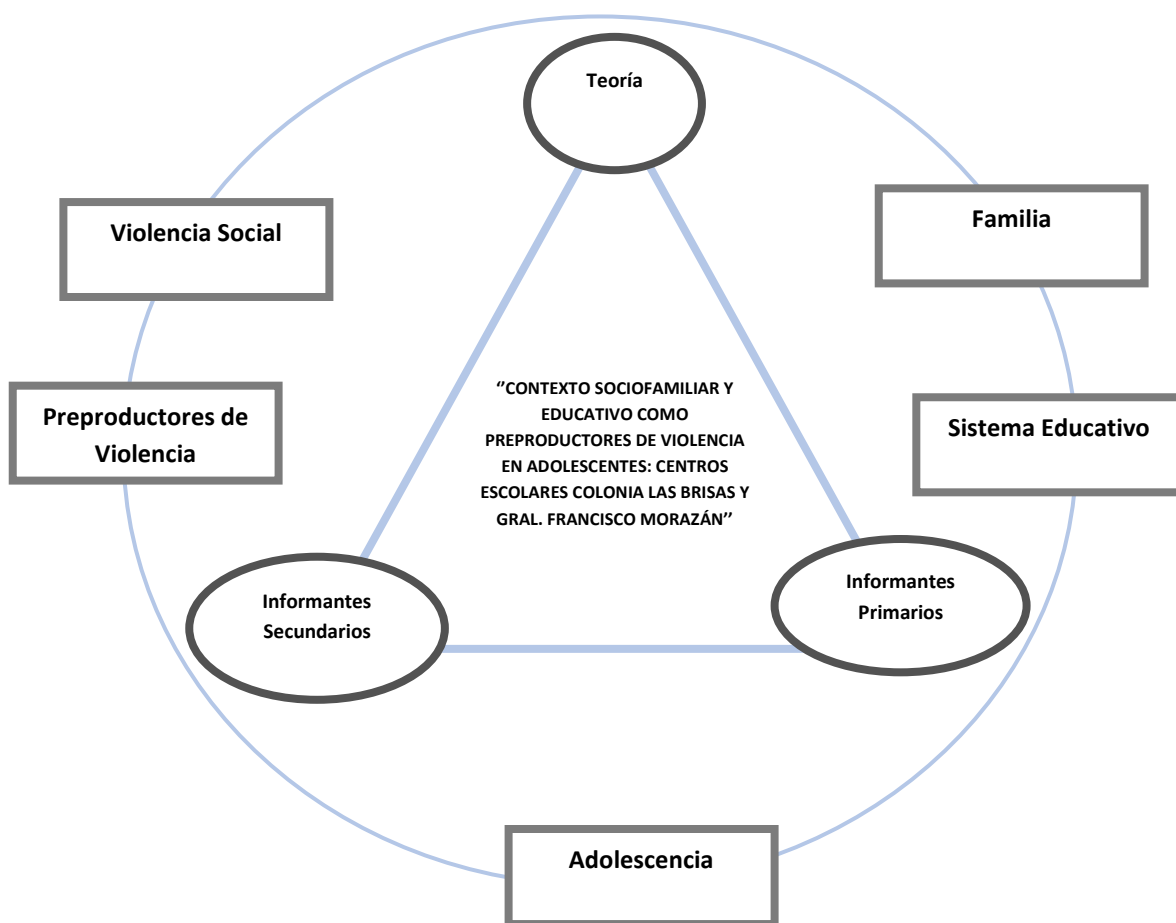 Teoría
Violencia Social
Familia
Preproductores de
Violencia
Sistema Educativo
‘’CONTEXTO SOCIOFAMILIAR Y
EDUCATIVO COMO
PREPRODUCTORES DE VIOLENCIA
EN ADOLESCENTES: CENTROS
ESCOLARES COLONIA LAS BRISAS Y
GRAL. FRANCISCO MORAZÁN’’
Informantes
Secundarios
Informantes
Primarios
Adolescencia